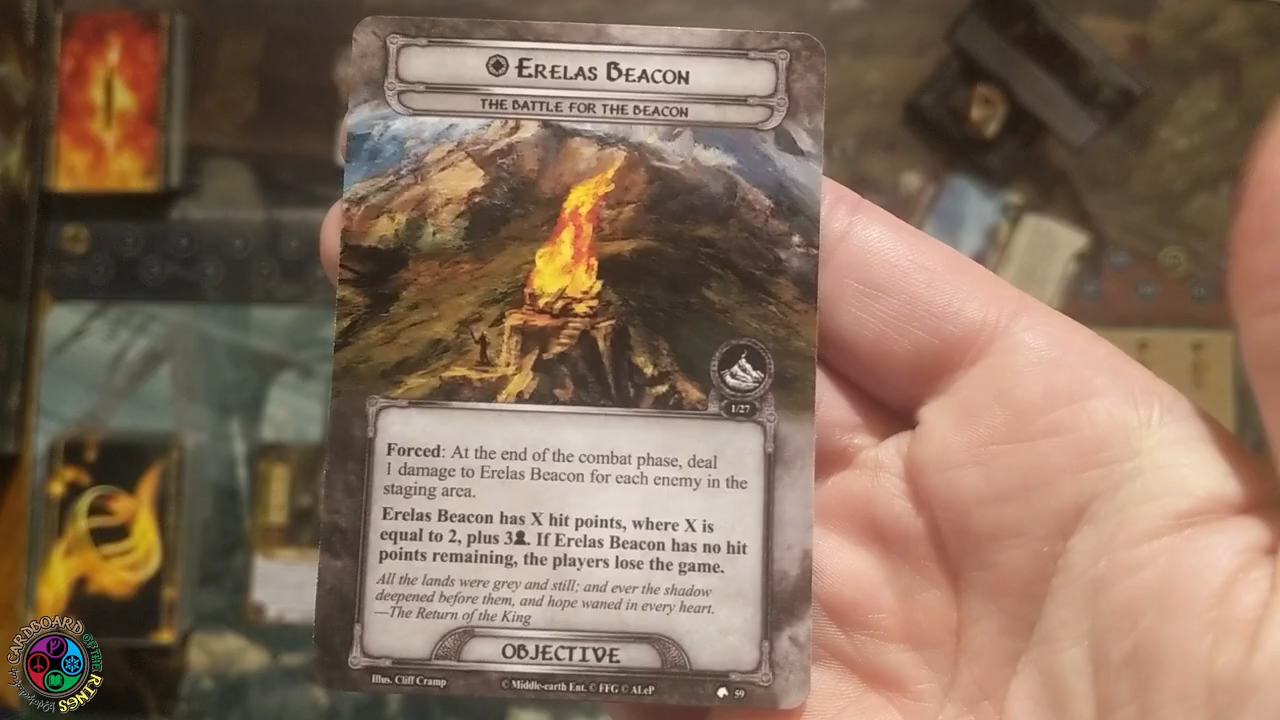 ERELAS BEACON
THE BATTLE FOR THE BEACON
1/27
Forced: At the end of the combat phase, deal
1 damage to Erelas Beacon for each enemy in the
staging area.
Erelas Beacon has X hit points, where X is
equal to 2, plus 3. If Erelas Beacon has no hit
points remaining, the players lose the game.
All the lands were grey and still; and ever the shadow
deepened before them, and hope waned in every heart.
—The Return of the King
OBJECTIVE
Illus. Cliff Cramp
© Middle-earth Ent. © FFG © ALeP
59
CARDBOARD
OF THE
RINGS